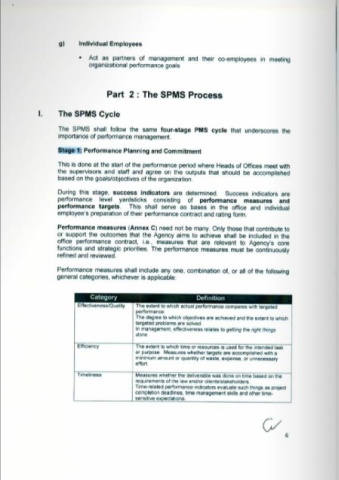 g) Individual Employees
• Act as partners of management and their co-employees in meeting
organizational performance goals
Part 2 : The SPMS Process
I. The SPMS Cycle
The SPMS shall follow the same four-stage PMS cycle that underscores the
importance of performance management.
Stage 1: Performance Planning and Commitment
This is done at the start of the performance period where Heads of Offices meet with
the supervisors and staff and agree on the outputs that should be accomplished
based on the goals/objectives of the organization.
During this stage, success indicators are determined. Success indicators are
performance level yardsticks consisting of performance measures and
performance targets. This shall serve as bases in the office and individual
employee's preparation of their performance contract and rating form.
Performance measures (Annex C) need not be many. Only those that contribute to
or support the outcomes that the Agency aims to achieve shall be included in the
office performance contract, i.e., measures that are relevant to Agency's core
functions and strategic priorities. The performance measures must be continuously
refined and reviewed.
Performance measures shall include any one, combination of, or all of the following
general categories, whichever is applicable:
Category Definition
Effectiveness/Quality The extent to which actual performance compares with targeted
performance.
The degree to which objectives are achieved and the extent to which
targeted problems are solved.
In management, effectiveness relates to getting the right things
done.
Efficiency The extent to which time or resources is used for the intended task
or purpose. Measures whether targets are accomplished with a
minimum amount or quantity of waste, expense, or unnecessary
effort.
Timeliness Measures whether the deliverable was done on time based on the
requirements of the law and/or clients/stakeholders.
Time-related performance indicators evaluate such things as project
completion deadlines, time management skills and other time-
sensitive expectations.
6